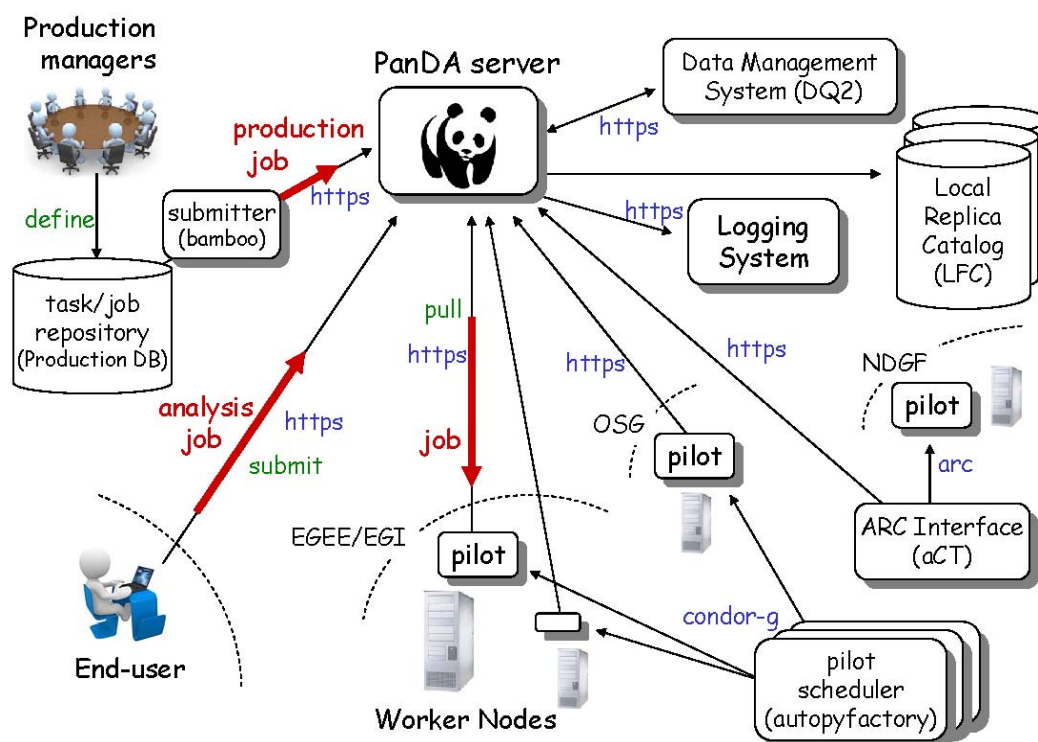 Production
managers
PanDA server
Data Management
System (DQ2)
https
production
job
https
submitter
(bamboo)
define
https
Logging
System
Local
Replica
Catalog
(LFC)
task/job
repository
(Production DB)
pull
https
https
https
NDGF
pilot
analysis
job
https
submit
job
OSG
pilot
arc
EGEE/EGI
pilot
ARC Interface
(aCT)
condor-g
End-user
pilot
scheduler
(autopyfactory)
Worker Nodes